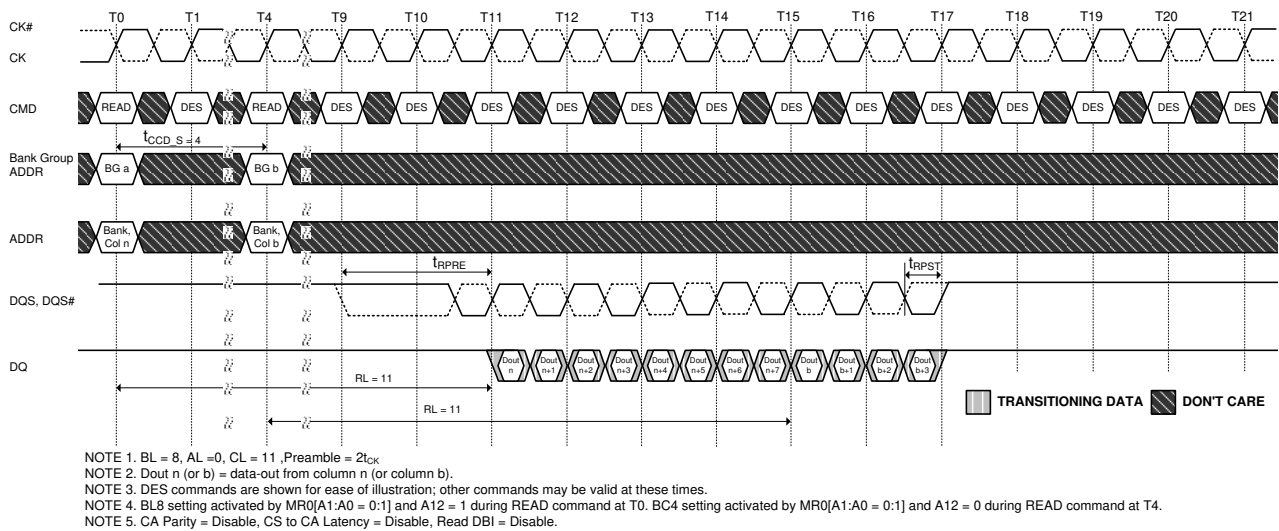 T0 T1 T4 T9 T10 T11 T12 T13 T14 T15 T16 T17 T18 T19 T20 T21
CK#
CK
CMD READ DES READ DES DES DES DES DES DES DES DES DES DES DES DES DES
tCCD_S = 4
Bank Group
ADDR
BG a BG b
ADDR
Bank, Col n
Bank, Col b
tRPRE tRPST
DQS, DQS#
DQ
Dout n Dout n+1 Dout n+2 Dout n+3 Dout n+4 Dout n+5 Dout n+6 Dout n+7 Dout b Dout b+1 Dout b+2 Dout b+3
RL = 11
RL = 11
TRANSITIONING DATA DON'T CARE
NOTE 1. BL = 8, AL =0, CL = 11 ,Preamble = 2tCK
NOTE 2. Dout n (or b) = data-out from column n (or column b).
NOTE 3. DES commands are shown for ease of illustration; other commands may be valid at these times.
NOTE 4. BL8 setting activated by MR0[A1:A0 = 0:1] and A12 = 1 during READ command at T0. BC4 setting activated by MR0[A1:A0 = 0:1] and A12 = 0 during READ command at T4.
NOTE 5. CA Parity = Disable, CS to CA Latency = Disable, Read DBI = Disable.